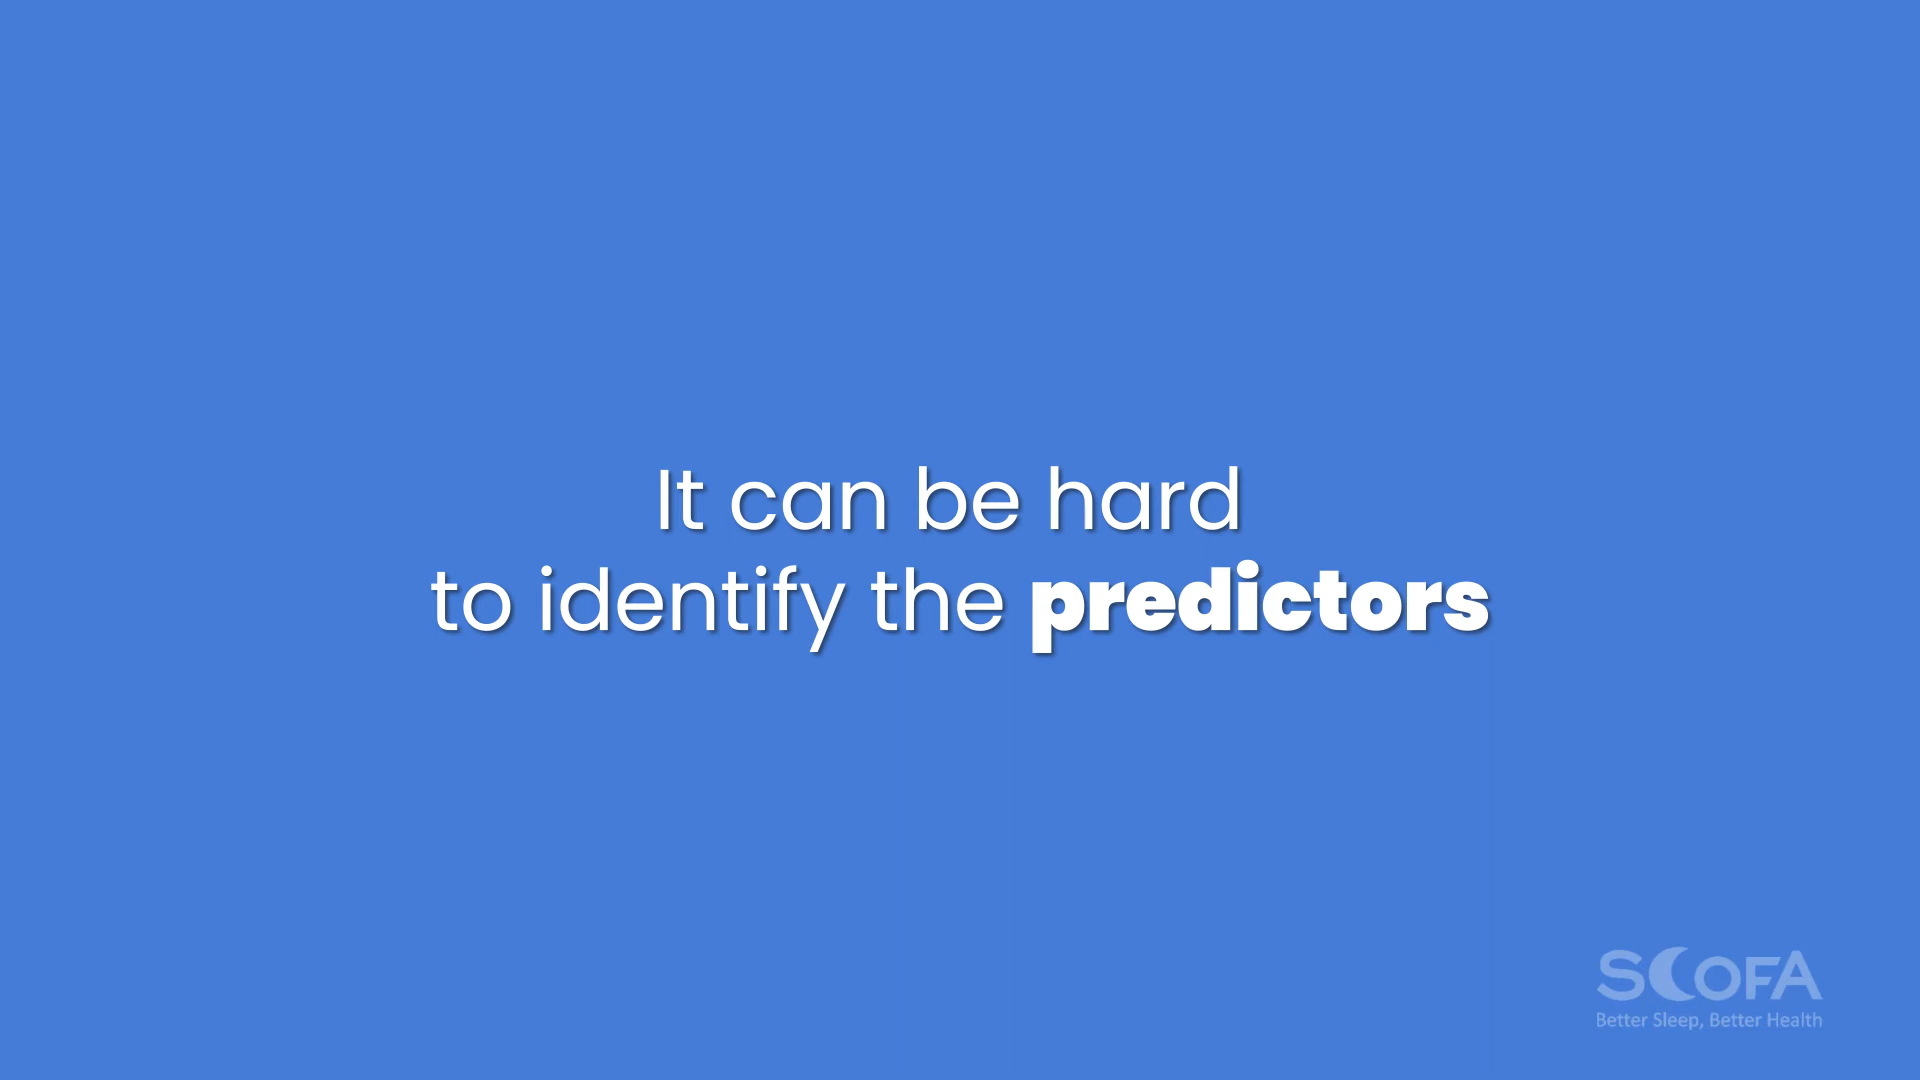 It can be hard
to identify the predictors
SCOFA
Better Sleep, Better Health